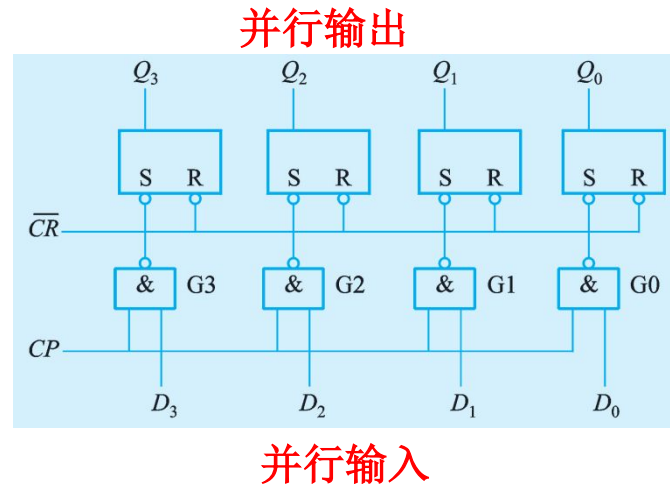 并行输出
Q₃ Q₂ Q₁ Q₀
S R S R S R S R
C̅R̅
& G3 & G2 & G1 & G0
CP
D₃ D₂ D₁ D₀
并行输入